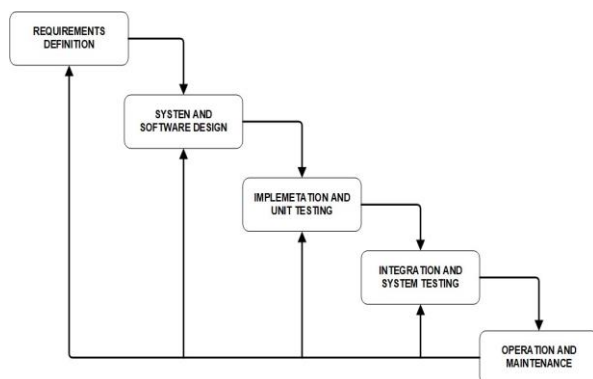 REQUIREMENTS
DEFINITION
SYSTEN AND
SOFTWARE DESIGN
IMPLEMETATION AND
UNIT TESTING
INTEGRATION AND
SYSTEM TESTING
OPERATION AND
MAINTENANCE